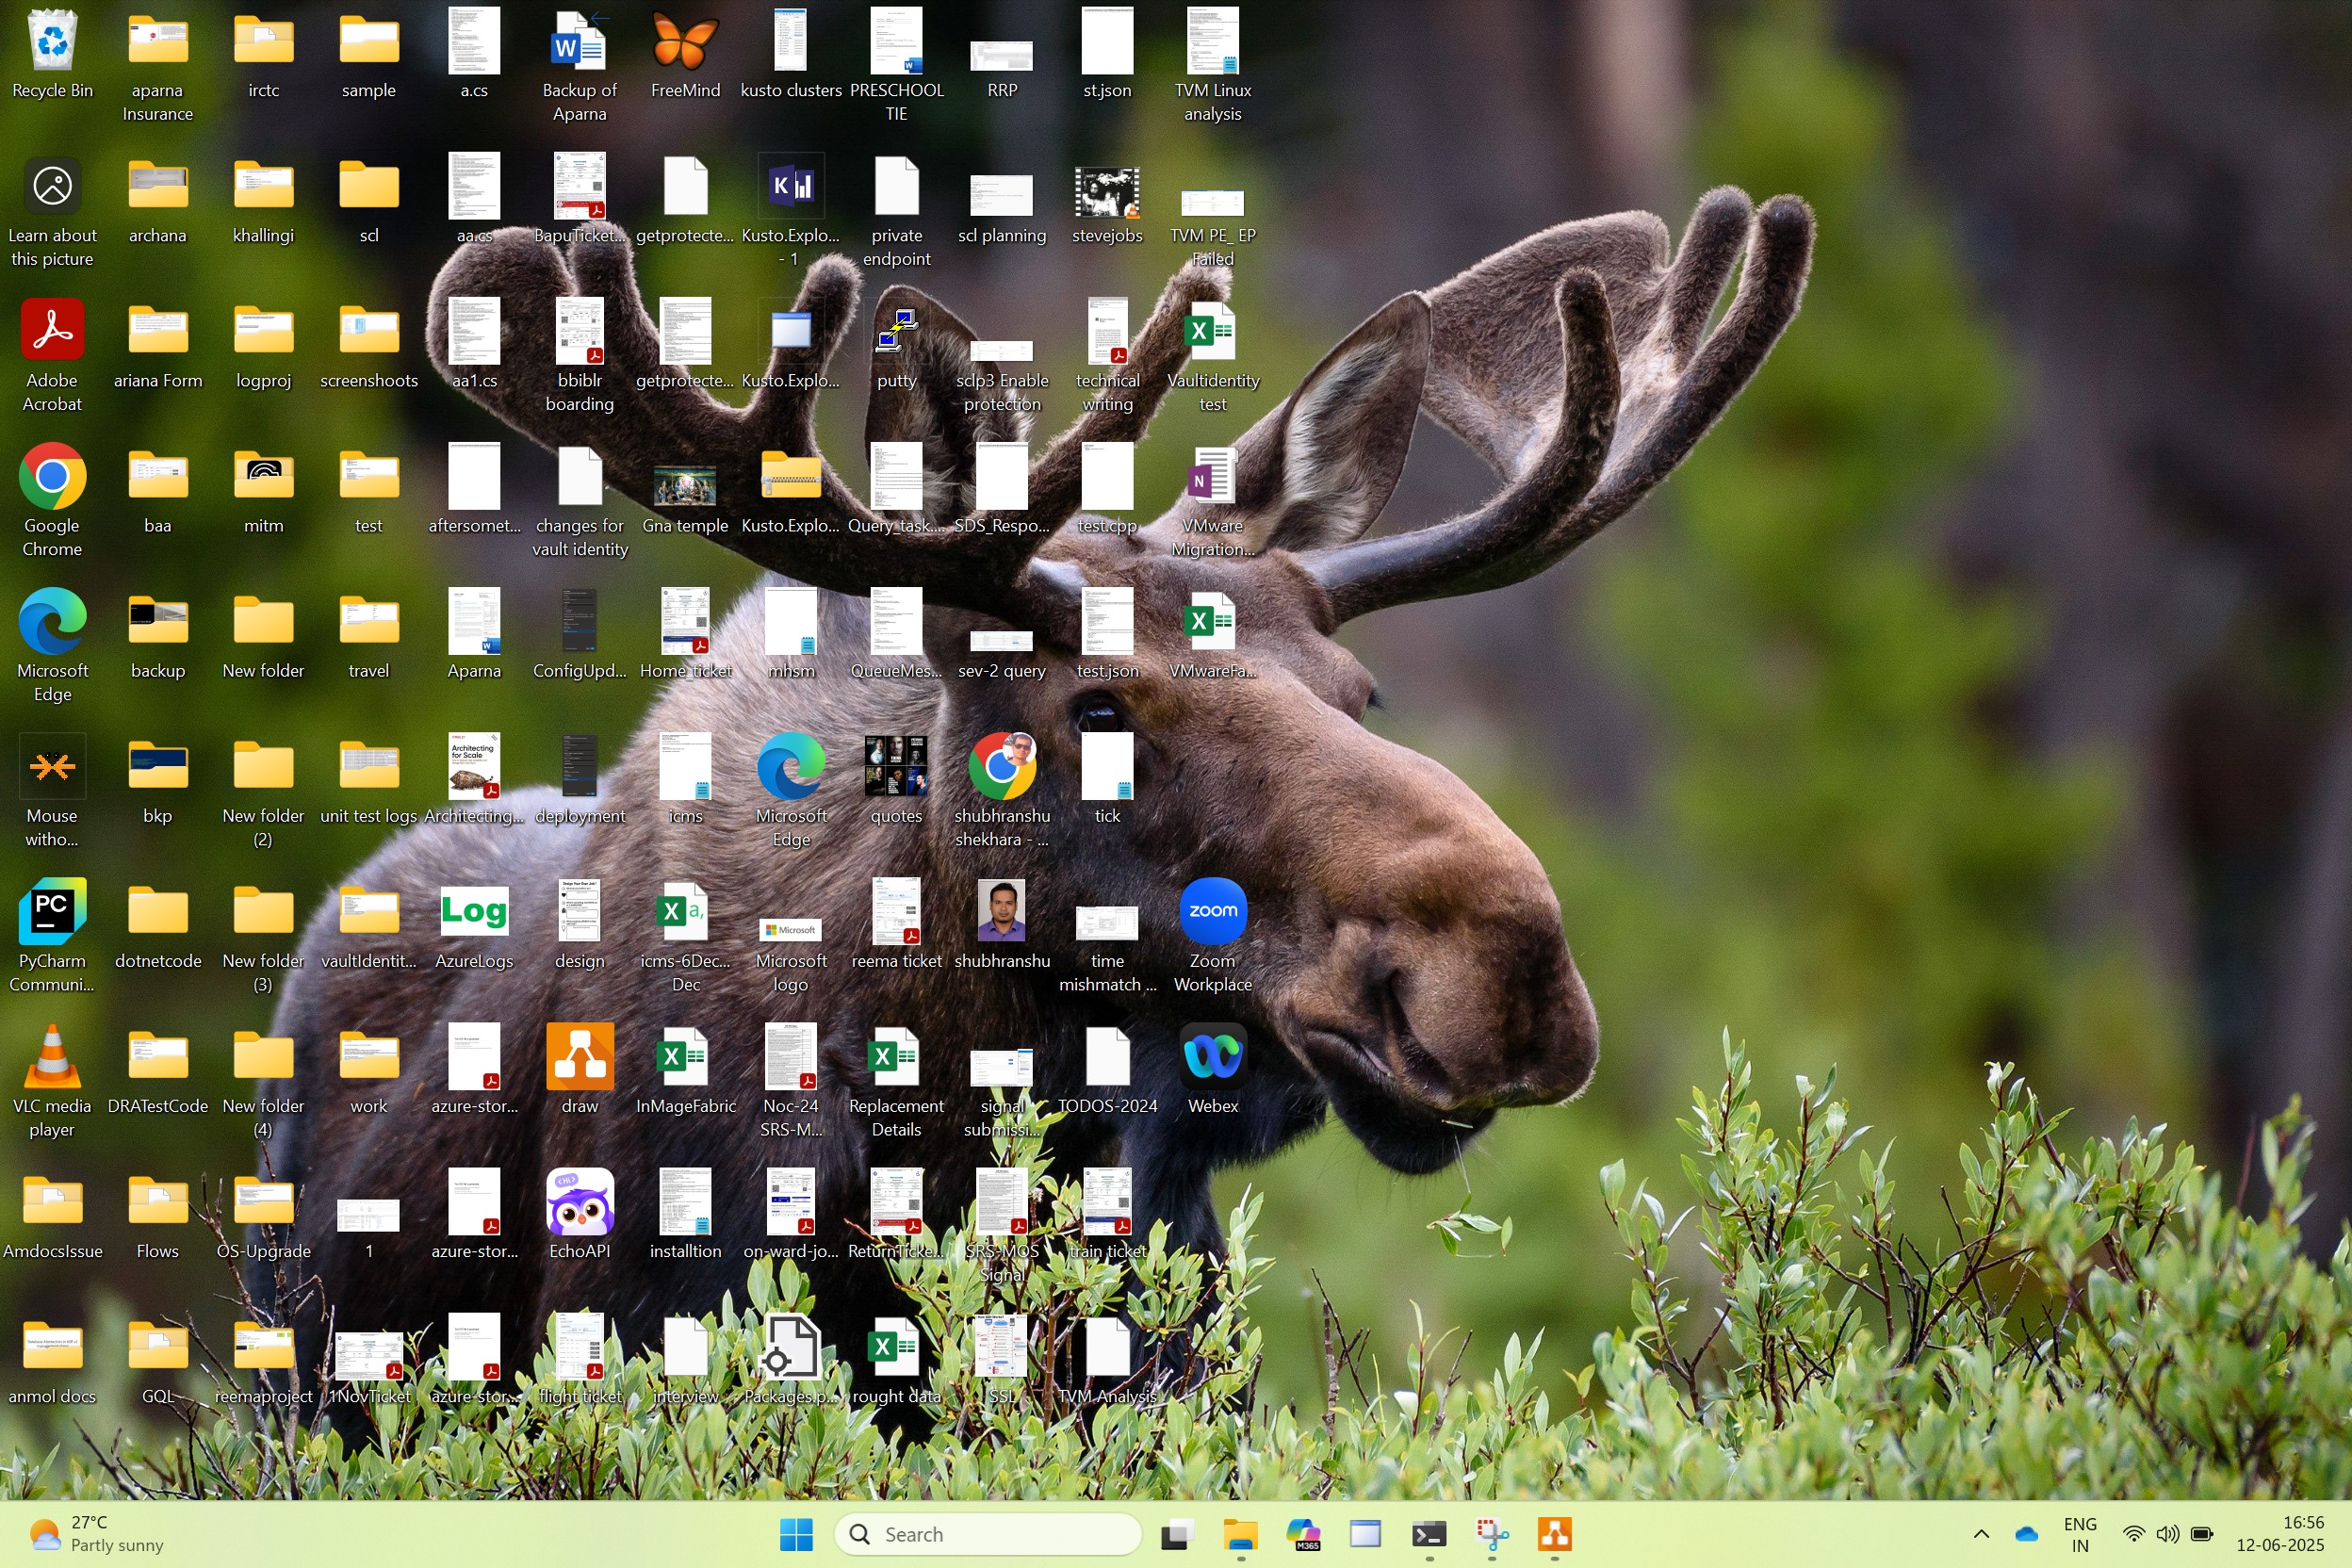 Recycle Bin
aparna
Insurance
irctc
sample
a.cs
Backup of
Aparna
FreeMind
kusto clusters
PRESCHOOL
TIE
RRP
st.json
TVM Linux
analysis
Learn about
this picture
archana
khallingi
scl
aa.cs
BapuTicket...
getprotecte...
Kusto.Explo...
- 1
private
endpoint
scl planning
stevejobs
TVM PE_ EP
Failed
Adobe
Acrobat
ariana Form
logproj
screenshoots
aa1.cs
bbiblr
boarding
getprotecte...
Kusto.Explo...
putty
sclp3 Enable
protection
technical
writing
Vaultidentity
test
Google
Chrome
baa
mitm
test
aftersomet...
changes for
vault identity
Gna temple
Kusto.Explo...
Query_task....
SDS_Respo...
test.cpp
VMware
Migration...
Microsoft
Edge
backup
New folder
travel
Aparna
ConfigUpd...
Home_ticket
mhsm
QueueMes...
sev-2 query
test.json
VMwareFa...
Mouse
witho...
bkp
New folder
(2)
unit test logs
Architecting
for Scale
Architecting...
deployment
icms
Microsoft
Edge
quotes
shubhranshu
shekhara - ...
tick
PC
PyCharm
Communi...
dotnetcode
New folder
(3)
vaultIdentit...
Log
AzureLogs
design
icms-6Dec...
Dec
Microsoft
Microsoft
logo
reema ticket
shubhranshu
time
mishmatch ...
zoom
Zoom
Workplace
VLC media
player
DRATestCode
New folder
(4)
work
azure-stor...
draw
InMageFabric
Noc-24
SRS-M...
Replacement
Details
signal
submissi...
TODOS-2024
Webex
AmdocsIssue
Flows
OS-Upgrade
1
azure-stor...
EchoAPI
installtion
on-ward-jo...
ReturnTicke...
SRS-MOS
Signal
train ticket
anmol docs
GQL
reemaproject
1NovTicket
azure-stor...
flight ticket
interview
Packages.p...
rought data
SSL
TVM Analysis
27°C
Partly sunny
Search
M365
ENG
IN
16:56
12-06-2025